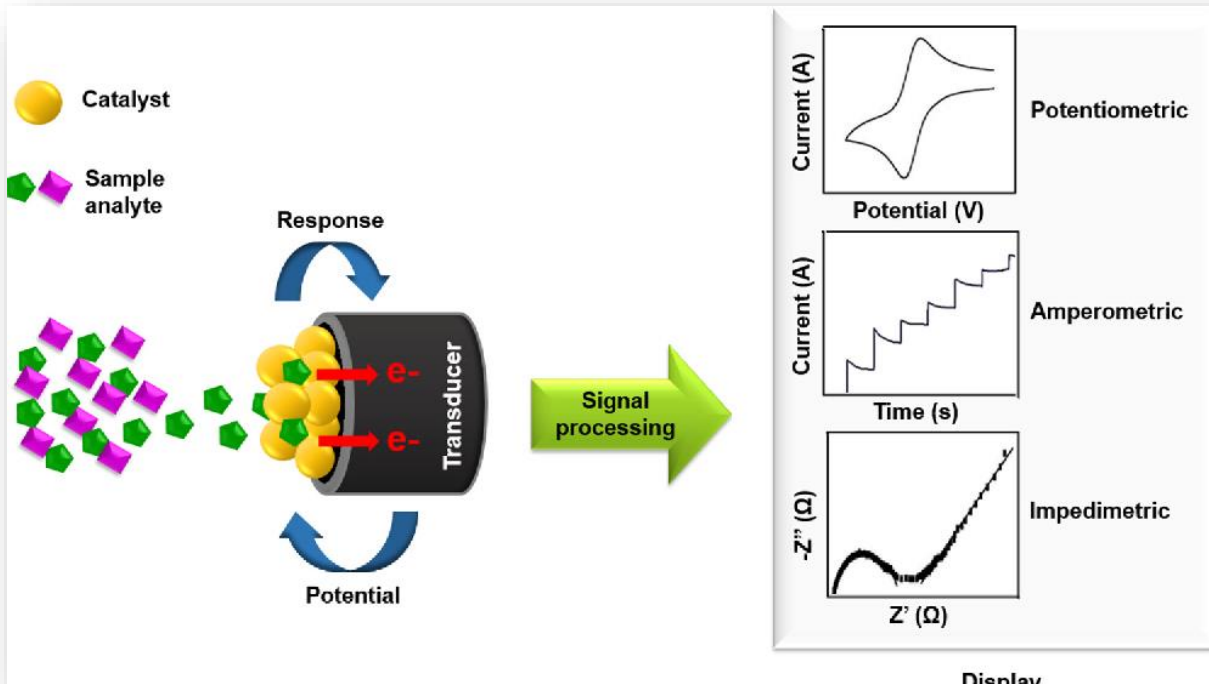 Catalyst
Sample
analyte
Response
e-
e-
Transducer
Potential
Signal
processing
Current (A)
Potential (V)
Potentiometric
Current (A)
Time (s)
Amperometric
-Z” (Ω)
Z’ (Ω)
Impedimetric
Display